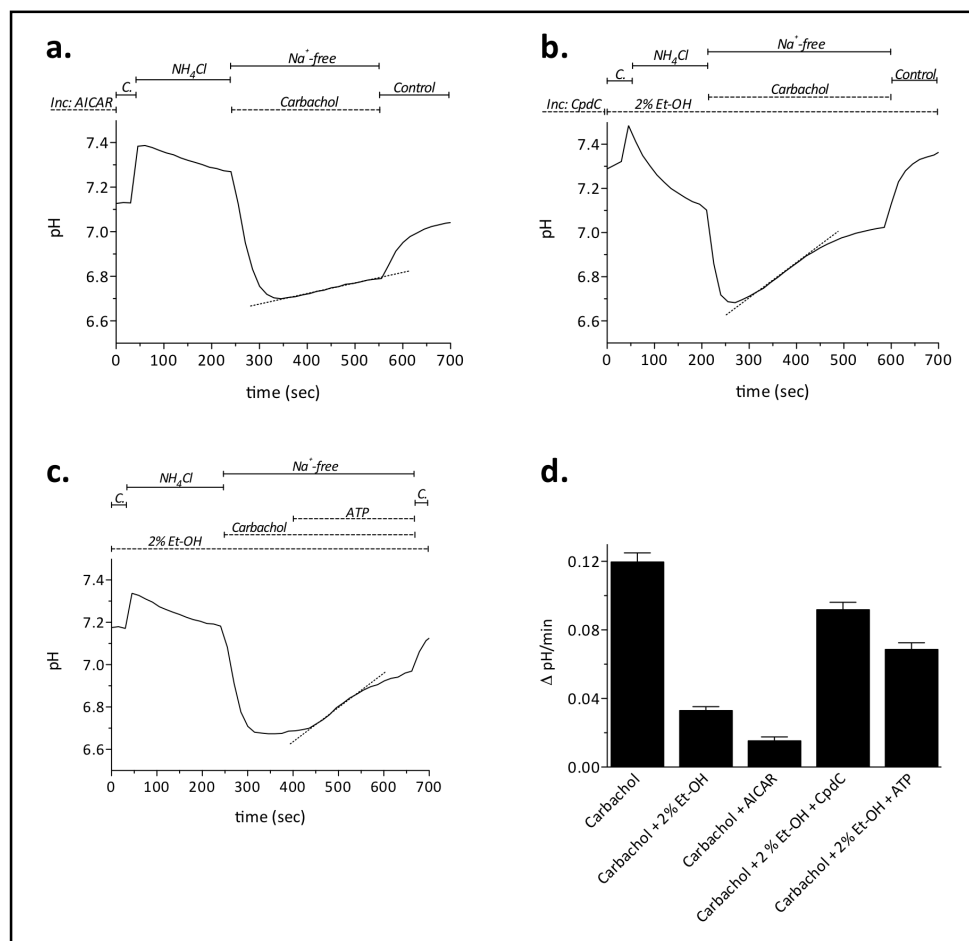 a.
Na+-free
C.
NH4Cl
Control
Inc: AICAR
Carbachol
7.4
7.2
7.0
6.8
6.6
pH
0 100 200 300 400 500 600 700
time (sec)
b.
Na+-free
C.
NH4Cl
Control
Carbachol
Inc: CpdC
2% Et-OH
7.4
7.2
7.0
6.8
6.6
pH
0 100 200 300 400 500 600 700
time (sec)
c.
Na+-free
NH4Cl
C.
C.
ATP
Carbachol
2% Et-OH
7.4
7.2
7.0
6.8
6.6
pH
0 100 200 300 400 500 600 700
time (sec)
d.
0.12
0.08
0.04
0.00
Δ pH/min
Carbachol
Carbachol + 2% Et-OH
Carbachol + AICAR
Carbachol + 2 % Et-OH + CpdC
Carbachol + 2% Et-OH + ATP